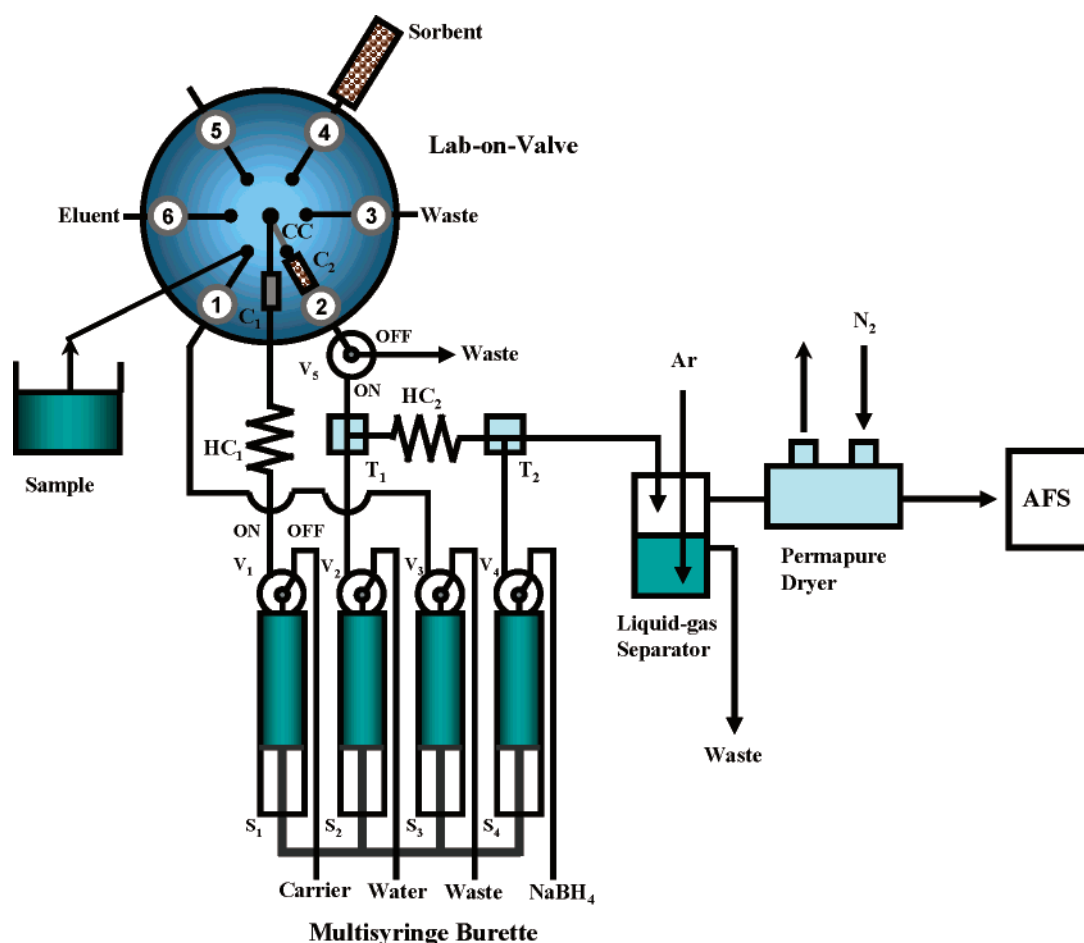 Sorbent
5
4
Lab-on-Valve
Eluent
6
3
Waste
CC
C2
1
C1
2
OFF
V5
Waste
ON
Ar
N2
HC2
HC1
T1
T2
Sample
AFS
ON
OFF
V1
V2
V3
V4
Permapure
Dryer
Liquid-gas
Separator
Waste
S1
S2
S3
S4
Carrier
Water
Waste
NaBH4
Multisyringe Burette